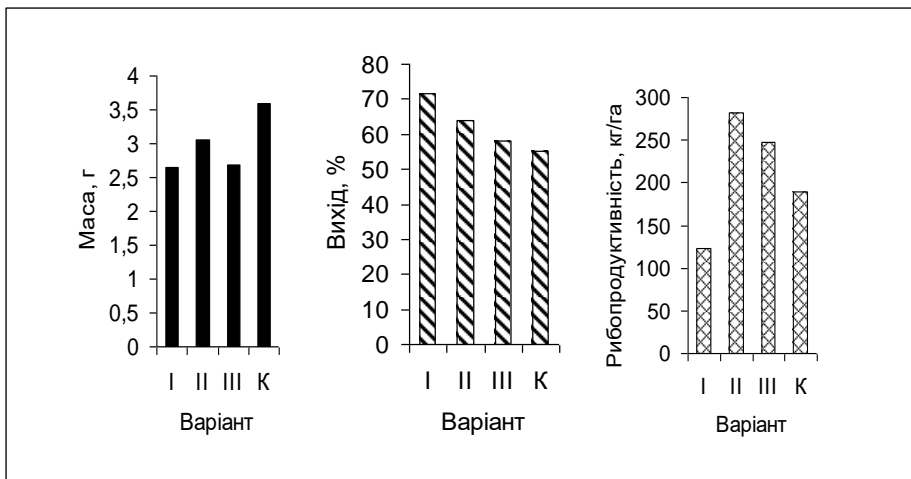 Маса, г
4
3,5
3
2,5
2
1,5
1
0,5
0
I II III К
Варіант
Вихід, %
80
70
60
50
40
30
20
10
0
I II III К
Варіант
Рибопродуктивність, кг/га
300
250
200
150
100
50
0
I II III К
Варіант